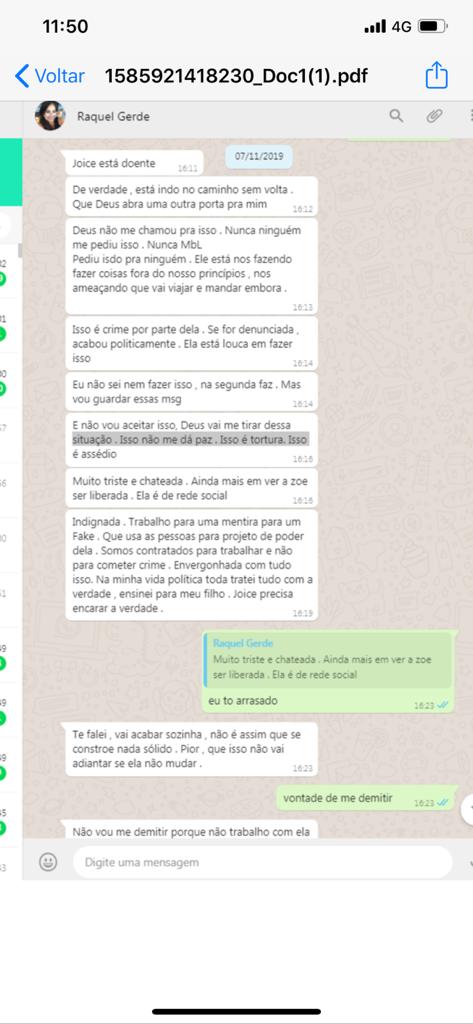 11:50
4G
Voltar
1585921418230_Doc1(1).pdf
Raquel Gerde
07/11/2019
Joice está doente
16:11
De verdade , está indo no caminho sem volta .
Que Deus abra uma outra porta pra mim
16:12
Deus não me chamou pra isso . Nunca ninguém
me pediu isso . Nunca MbL
Pediu isdo pra ninguém . Ele está nos fazendo
fazer coisas fora do nosso princípios , nos
ameaçando que vai viajar e mandar embora .
16:13
Isso é crime por parte dela . Se for denunciada ,
acabou politicamente . Ela está louca em fazer
isso
16:14
Eu não sei nem fazer isso , na segunda faz . Mas
vou guardar essas msg
16:14
E não vou aceitar isso, Deus vai me tirar dessa
situação . Isso não me dá paz . Isso é tortura. Isso
é assédio
16:16
Muito triste e chateada . Ainda mais em ver a zoe
ser liberada . Ela é de rede social
16:16
Indignada . Trabalho para uma mentira para um
Fake . Que usa as pessoas para projeto de poder
dela . Somos contratados para trabalhar e não
para cometer crime . Envergonhada com tudo
isso. Na minha vida política toda tratei tudo com a
verdade , ensinei para meu filho . Joice precisa
encarar a verdade .
16:19
Raquel Gerde
Muito triste e chateada . Ainda mais em ver a zoe
ser liberada . Ela é de rede social
eu to arrasado
16:23
Te falei , vai acabar sozinha , não é assim que se
constroe nada sólido . Pior , que isso não vai
adiantar se ela não mudar .
16:23
vontade de me demitir
16:23
Não vou me demitir porque não trabalho com ela
Digite uma mensagem